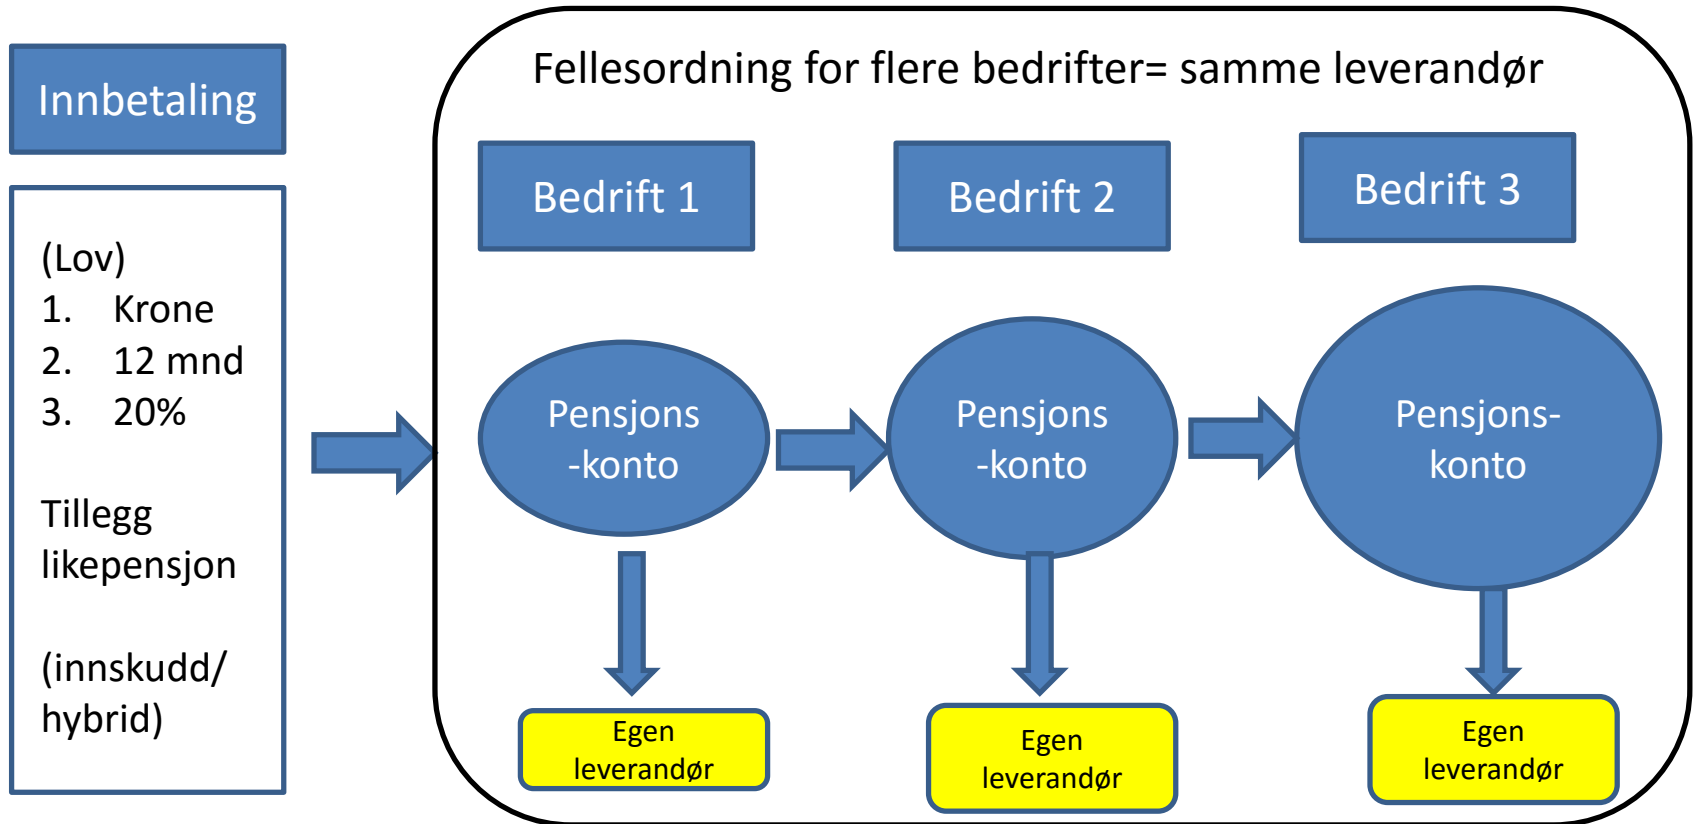 Innbetaling
(Lov)
1. Krone
2. 12 mnd
3. 20%
Tillegg
likepensjon
(innskudd/
hybrid)
Fellesordning for flere bedrifter= samme leverandør
Bedrift 1
Bedrift 2
Bedrift 3
Pensjons
-konto
Pensjons
-konto
Pensjons-
konto
Egen
leverandør
Egen
leverandør
Egen
leverandør